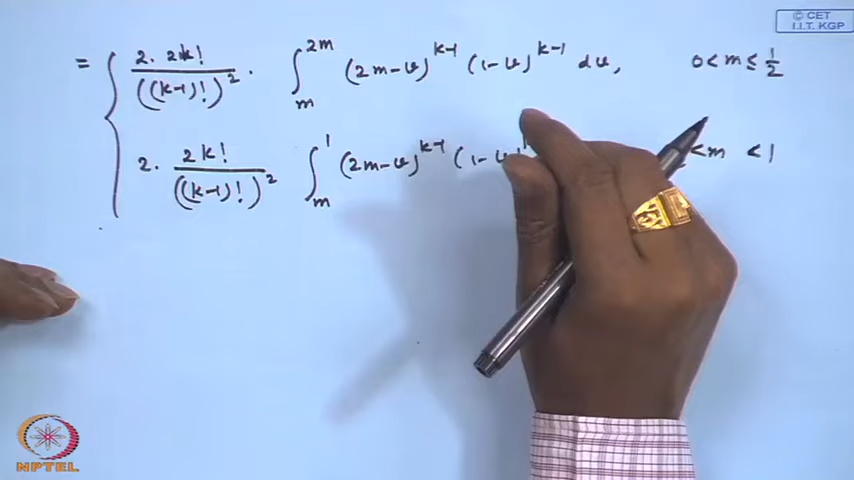 © CET
I.I.T. KGP
= { 2. 2k! / ((k-1)!)² . ∫_m^{2m} (2m-u)^{k-1} (1-u)^{k-1} du, 0<m≤1/2
2. 2k! / ((k-1)!)² ∫_m^1 (2m-u)^{k-1} (1-u) <m <1
NPTEL